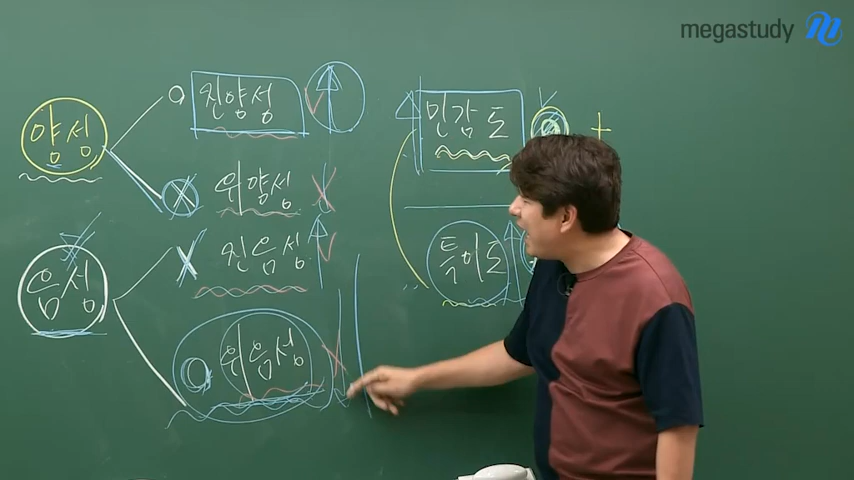 megastudy
양성
O 진양성
X 위양성
음성
X 진음성
O 위음성
민감도 +
특이도